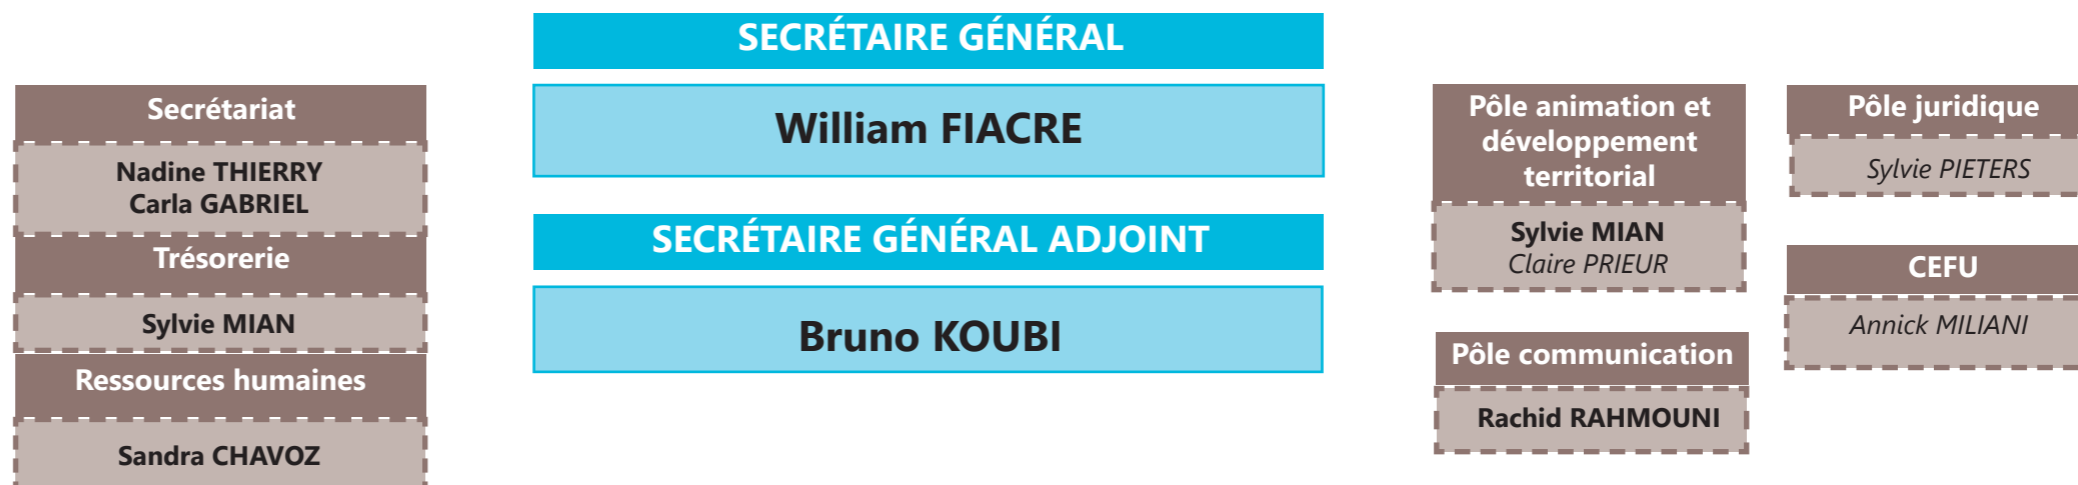 SECRÉTAIRE GÉNÉRAL
William FIACRE
SECRÉTAIRE GÉNÉRAL ADJOINT
Bruno KOUBI
Secrétariat
Nadine THIERRY
Carla GABRIEL
Trésorerie
Sylvie MIAN
Ressources humaines
Sandra CHAVOZ
Pôle animation et
développement
territorial
Sylvie MIAN
Claire PRIEUR
Pôle communication
Rachid RAHMOUNI
Pôle juridique
Sylvie PIETERS
CEFU
Annick MILIANI